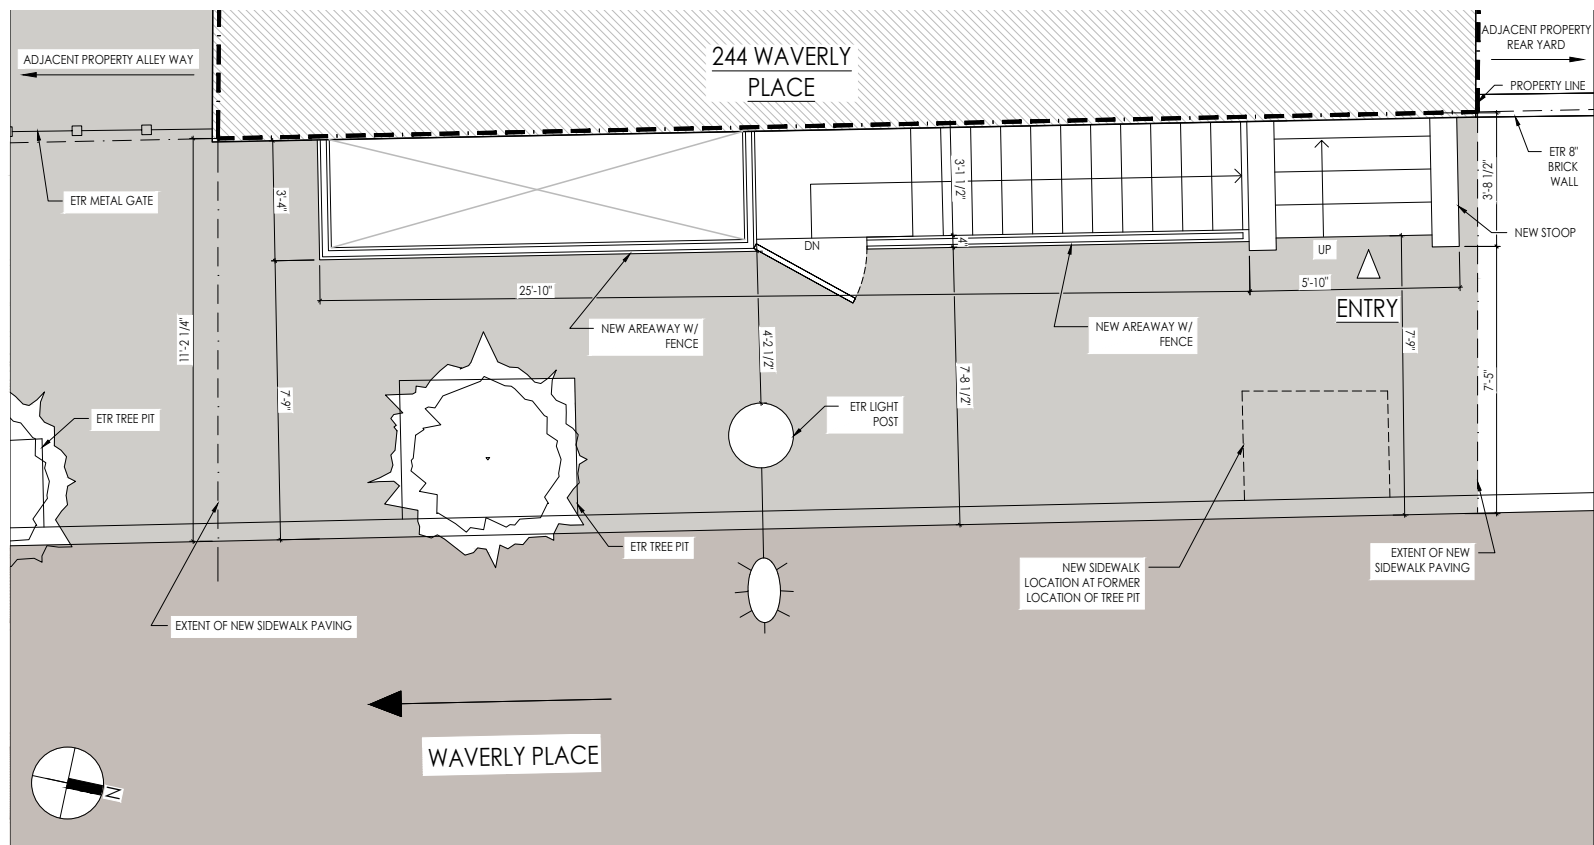 244 WAVERLY
PLACE
ADJACENT PROPERTY ALLEY WAY
ADJACENT PROPERTY
REAR YARD
PROPERTY LINE
ETR 8"
BRICK
WALL
ETR METAL GATE
3'-4"
3'-1 1/2"
4"
3'-8 1/2"
NEW STOOP
DN
UP
25'-10"
5'-10"
ENTRY
NEW AREAWAY W/
FENCE
NEW AREAWAY W/
FENCE
11'-2 1/4"
7'-9"
4'-2 1/2"
7'-8 1/2"
7'-9"
7'-5"
ETR TREE PIT
ETR LIGHT
POST
ETR TREE PIT
NEW SIDEWALK
LOCATION AT FORMER
LOCATION OF TREE PIT
EXTENT OF NEW
SIDEWALK PAVING
EXTENT OF NEW SIDEWALK PAVING
WAVERLY PLACE
N